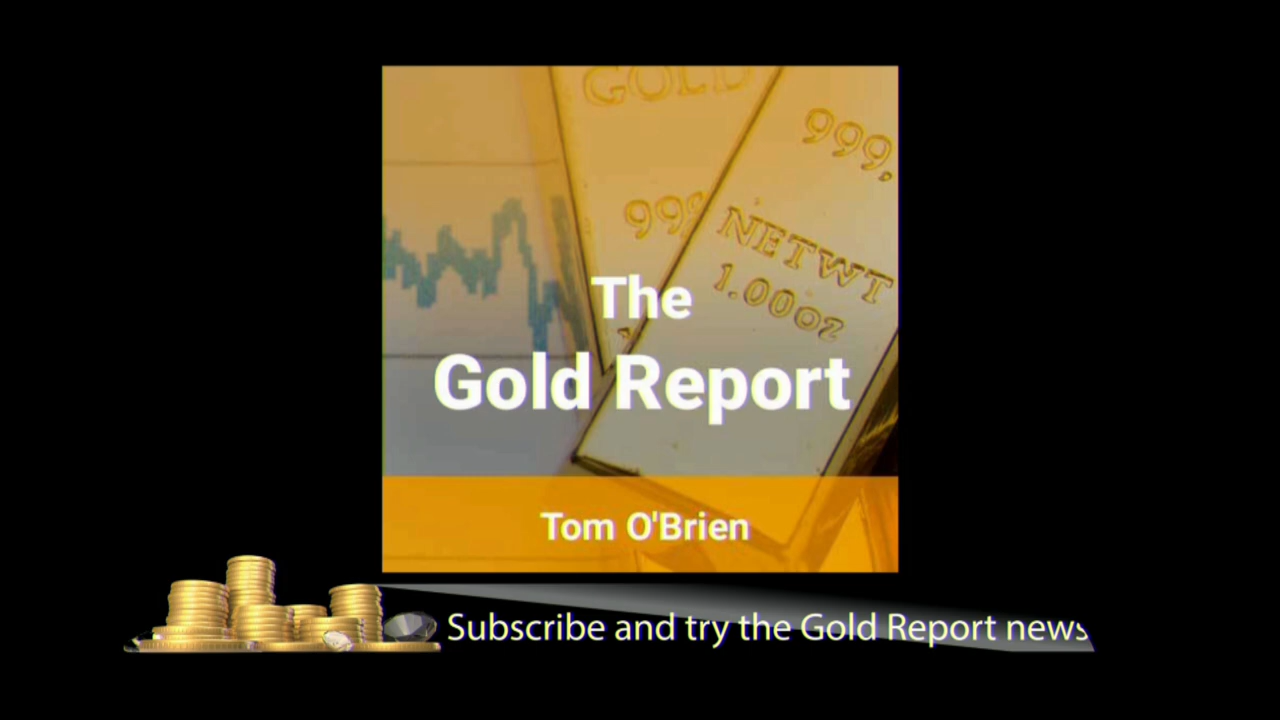 GOLD
999.
999
NETWT
1.00oz
The
Gold Report
Tom O'Brien
Subscribe and try the Gold Report news